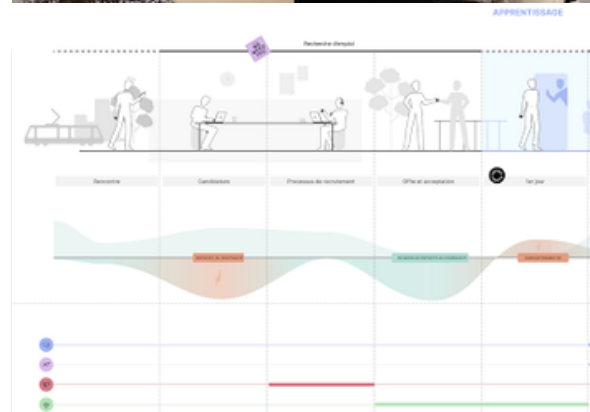 APPRENTISSAGE
Recherche d'emploi
Rencontre
Candidature
Processus de recrutement
Offre et acceptation
1er jour